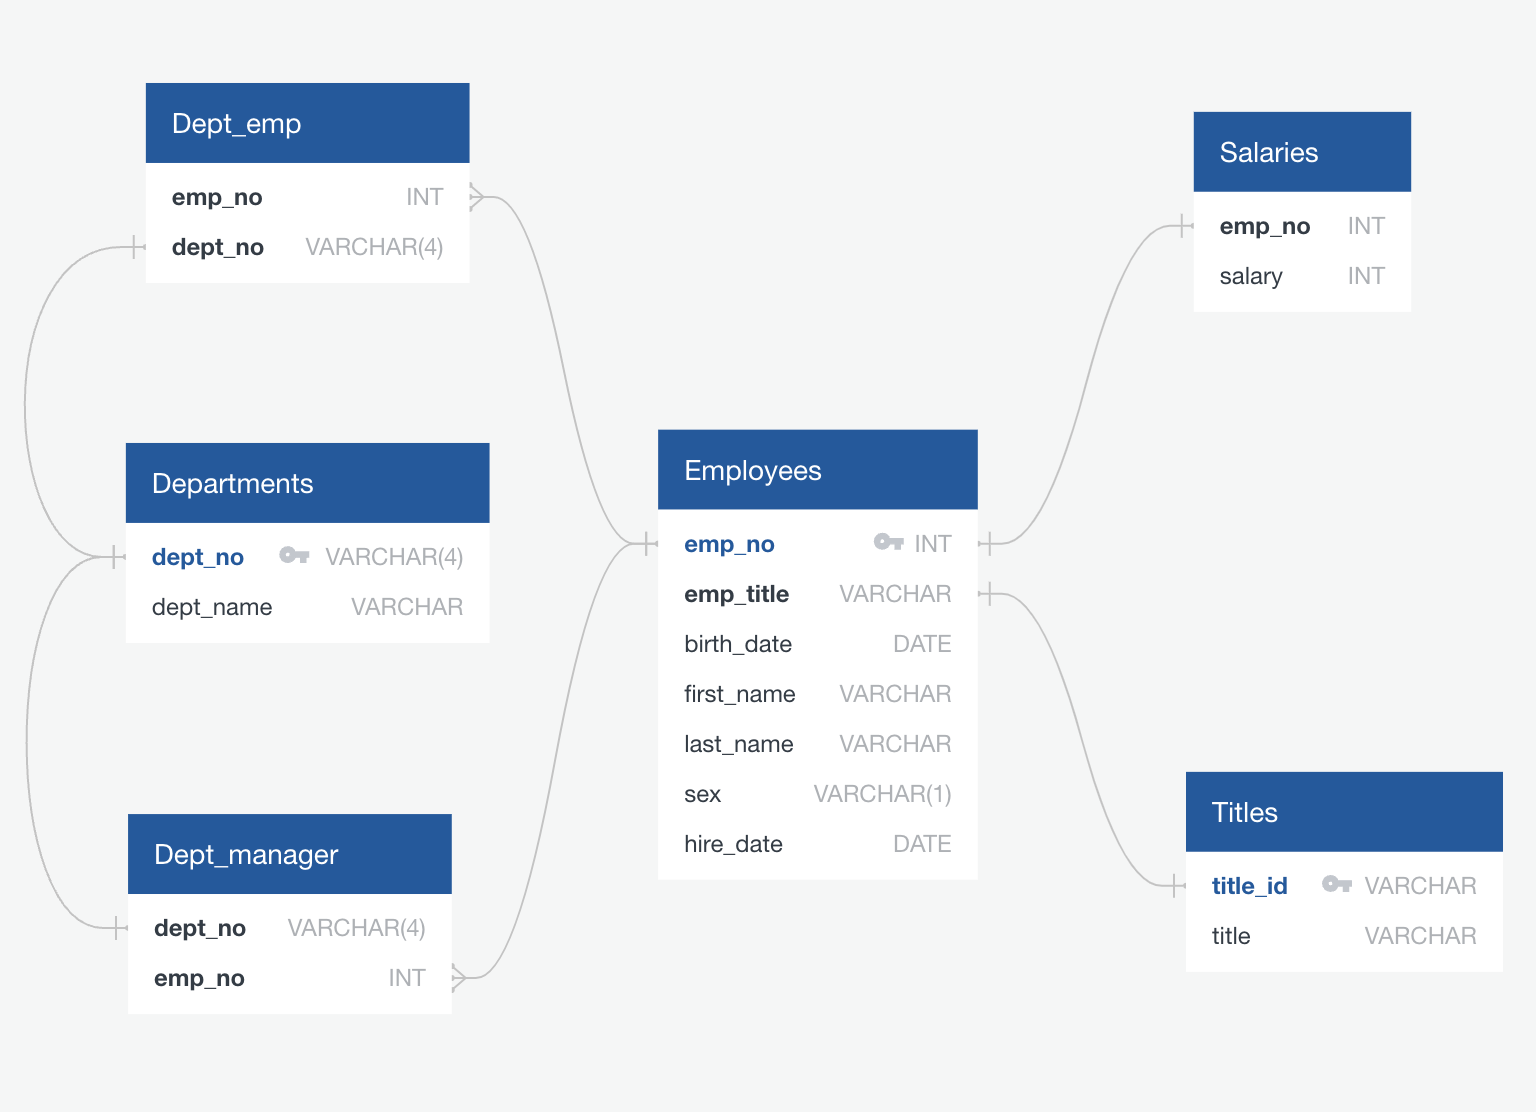 Dept_emp
emp_no INT
dept_no VARCHAR(4)
Departments
dept_no VARCHAR(4)
dept_name VARCHAR
Dept_manager
dept_no VARCHAR(4)
emp_no INT
Employees
emp_no INT
emp_title VARCHAR
birth_date DATE
first_name VARCHAR
last_name VARCHAR
sex VARCHAR(1)
hire_date DATE
Salaries
emp_no INT
salary INT
Titles
title_id VARCHAR
title VARCHAR